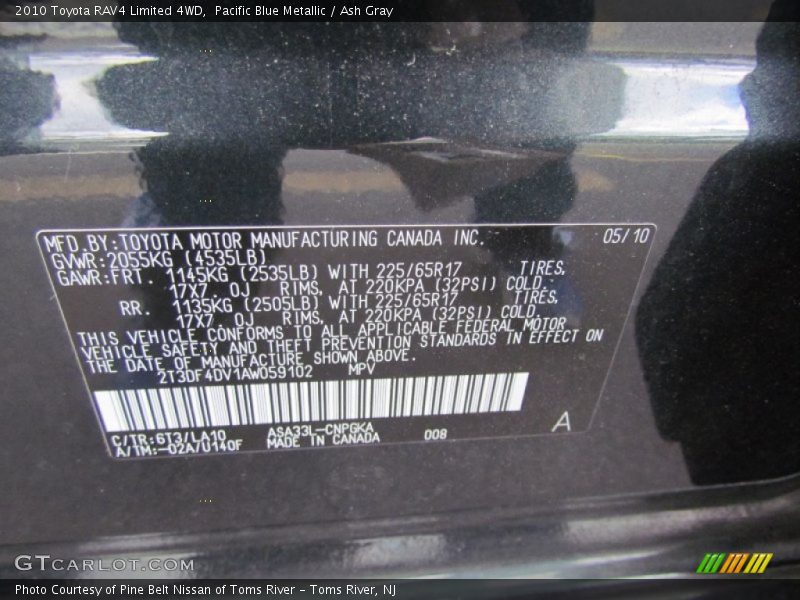 2010 Toyota RAV4 Limited 4WD,  Pacific Blue Metallic / Ash Gray
MFD.BY:TOYOTA MOTOR MANUFACTURING CANADA INC. 05/10
GVWR:2055KG (4535LB)
GAWR:FRT. 1145KG (2535LB) WITH 225/65R17 TIRES,
17X7 0J RIMS, AT 220KPA (32PSI) COLD.
RR. 1135KG (2505LB) WITH 225/65R17 TIRES,
17X7 0J RIMS, AT 220KPA (32PSI) COLD.
THIS VEHICLE CONFORMS TO ALL APPLICABLE FEDERAL MOTOR
VEHICLE SAFETY AND THEFT PREVENTION STANDARDS IN EFFECT ON
THE DATE OF MANUFACTURE SHOWN ABOVE.
2T3DF4DV1AW059102 MPV
C/TR:6T3/LA10 ASA33L-CNPGKA 008 A
A/TM:-02A/U140F MADE IN CANADA
GTCARLOT.COM
Photo Courtesy of Pine Belt Nissan of Toms River – Toms River, NJ